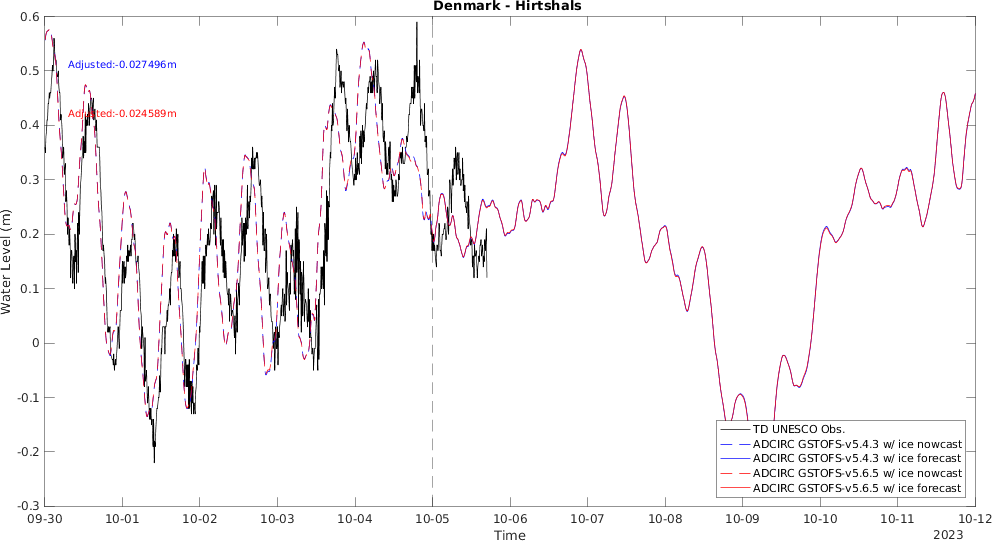 Denmark - Hirtshals
0.6
0.5
0.4
0.3
0.2
0.1
0
-0.1
-0.2
-0.3
Water Level (m)
Adjusted:-0.027496m
Adjusted:-0.024589m
TD UNESCO Obs.
ADCIRC GSTOFS-v5.4.3 w/ ice nowcast
ADCIRC GSTOFS-v5.4.3 w/ ice forecast
ADCIRC GSTOFS-v5.6.5 w/ ice nowcast
ADCIRC GSTOFS-v5.6.5 w/ ice forecast
09-30 10-01 10-02 10-03 10-04 10-05 10-06 10-07 10-08 10-09 10-10 10-11 10-12
Time
2023